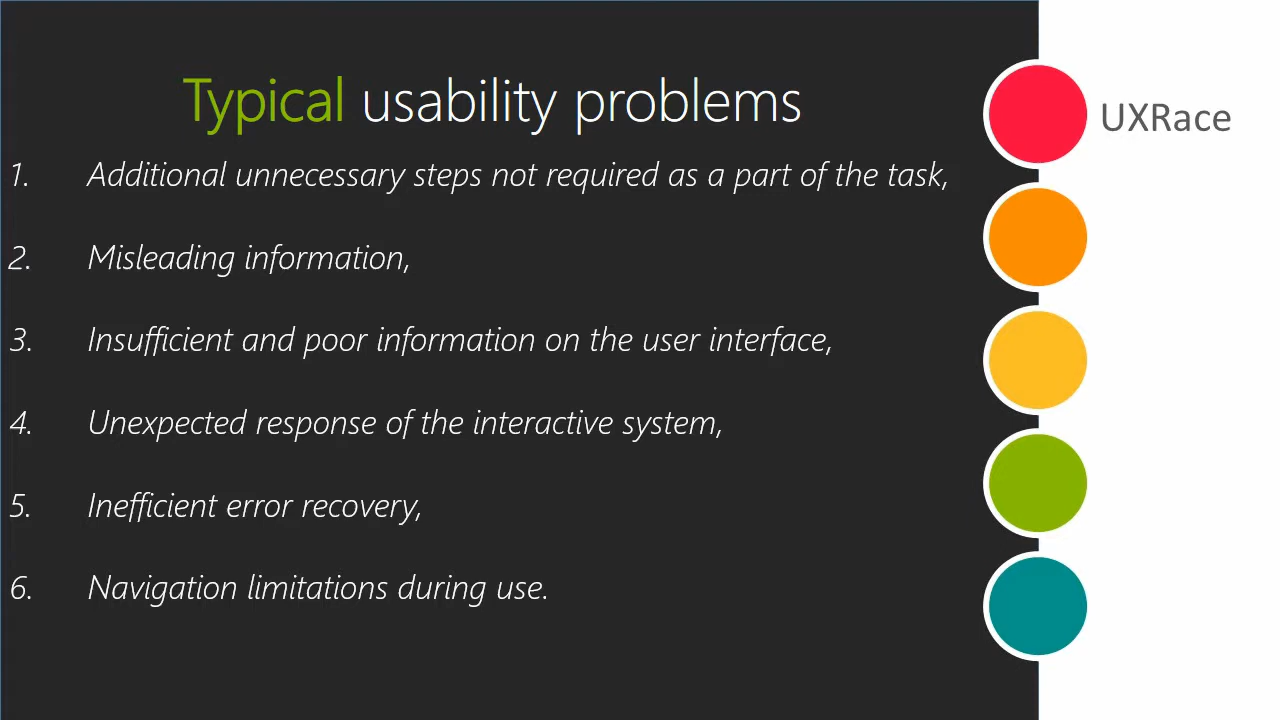 Typical usability problems
UXRace
1. Additional unnecessary steps not required as a part of the task,
2. Misleading information,
3. Insufficient and poor information on the user interface,
4. Unexpected response of the interactive system,
5. Inefficient error recovery,
6. Navigation limitations during use.